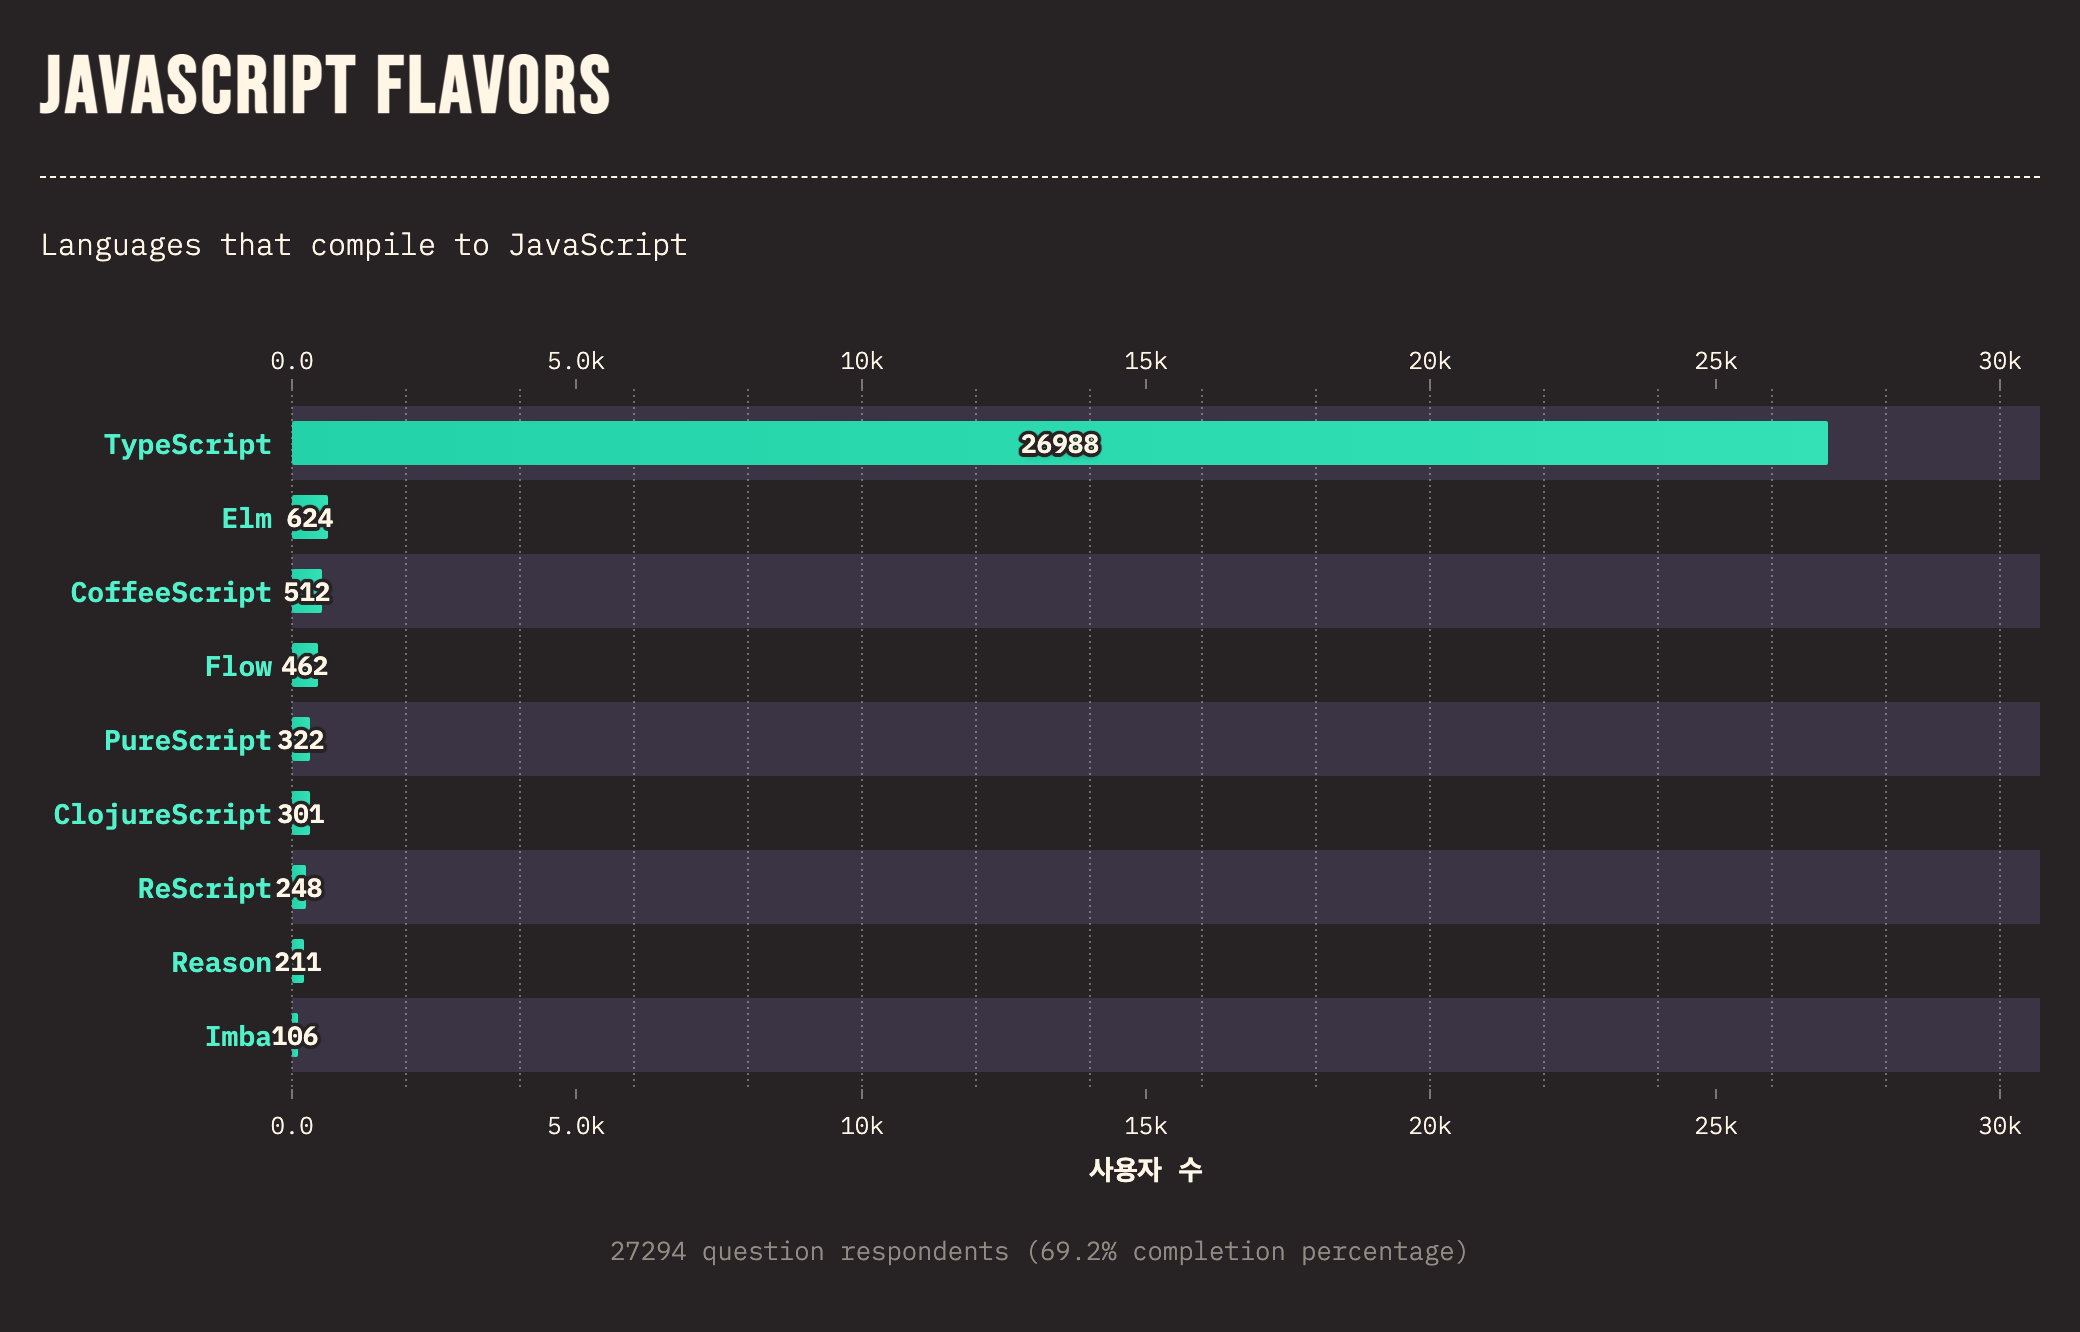 JAVASCRIPT FLAVORS
Languages that compile to JavaScript
0.0 5.0k 10k 15k 20k 25k 30k
TypeScript 26988
Elm 624
CoffeeScript 512
Flow 462
PureScript 322
ClojureScript 301
ReScript 248
Reason 211
Imba 106
0.0 5.0k 10k 15k 20k 25k 30k
사용자 수
27294 question respondents (69.2% completion percentage)